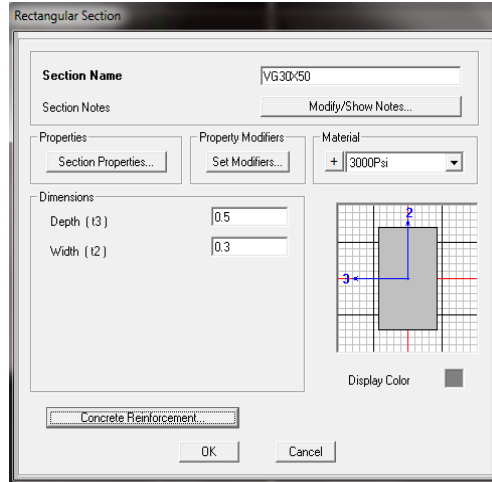 Rectangular Section
Section Name VG30X50
Section Notes Modify/Show Notes...
Properties Property Modifiers Material
Section Properties... Set Modifiers... + 3000Psi
Dimensions
Depth ( t3 ) 0.5
Width ( t2 ) 0.3
2
3
Display Color
Concrete Reinforcement...
OK Cancel